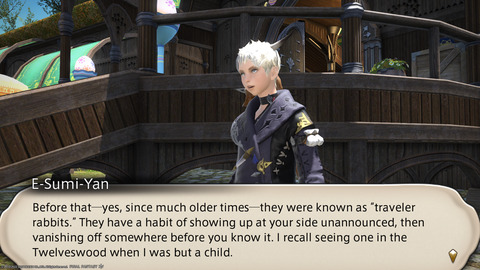 E-Sumi-Yan
Before that—yes, since much older times—they were known as "traveler
rabbits." They have a habit of showing up at your side unannounced, then
vanishing off somewhere before you know it. I recall seeing one in the
Twelveswood when I was but a child.